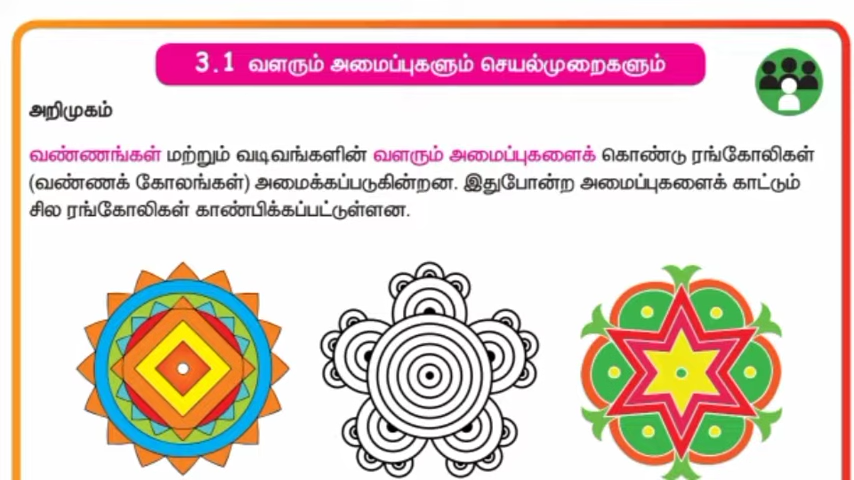 3.1 வளரும் அமைப்புகளும் செயல்முறைகளும்
அறிமுகம்
வண்ணங்கள் மற்றும் வடிவங்களின் வளரும் அமைப்புகளைக் கொண்டு ரங்கோலிகள்
(வண்ணக் கோலங்கள்) அமைக்கப்படுகின்றன. இதுபோன்ற அமைப்புகளைக் காட்டும்
சில ரங்கோலிகள் காண்பிக்கப்பட்டுள்ளன.